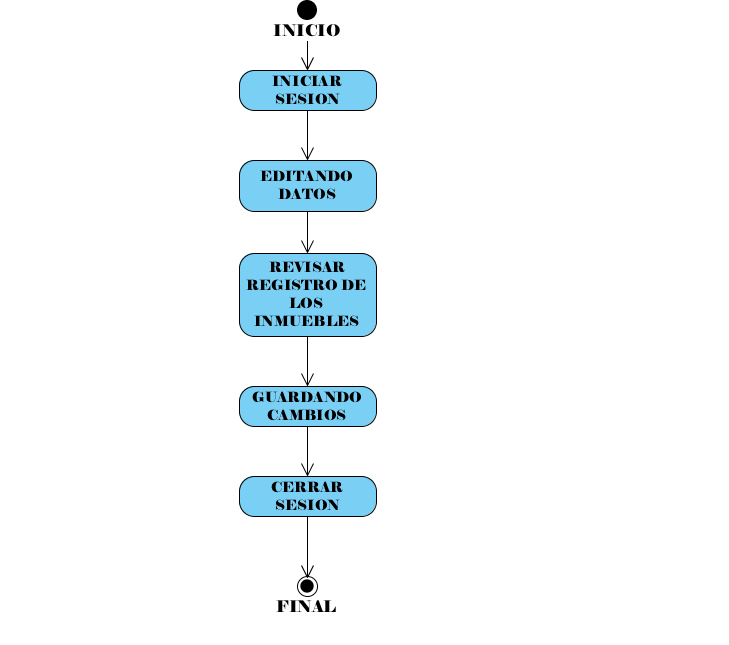 INICIO
INICIAR
SESION
EDITANDO
DATOS
REVISAR
REGISTRO DE
LOS
INMUEBLES
GUARDANDO
CAMBIOS
CERRAR
SESION
FINAL